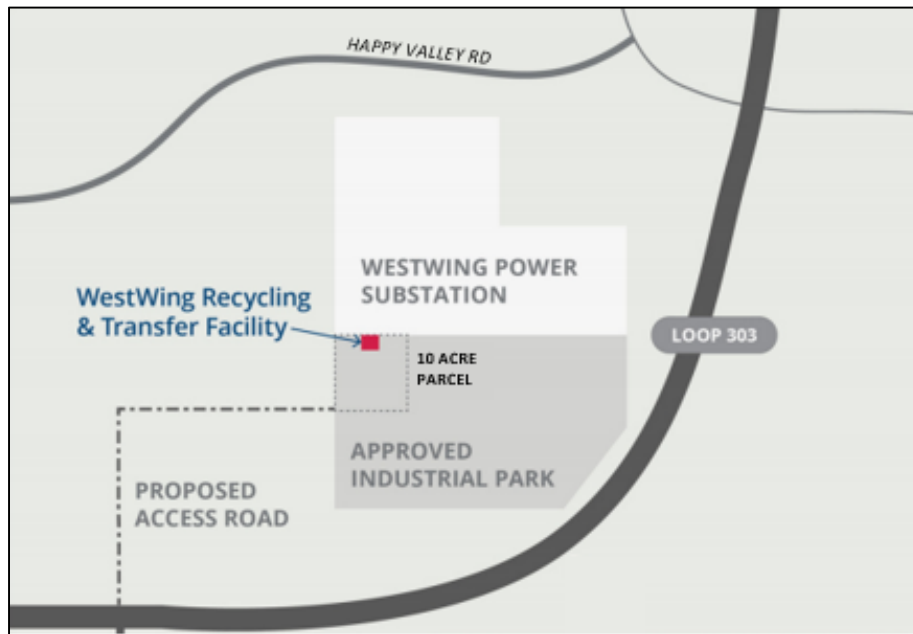 HAPPY VALLEY RD
WESTWING POWER
SUBSTATION
WestWing Recycling
& Transfer Facility
LOOP 303
10 ACRE
PARCEL
APPROVED
INDUSTRIAL PARK
PROPOSED
ACCESS ROAD